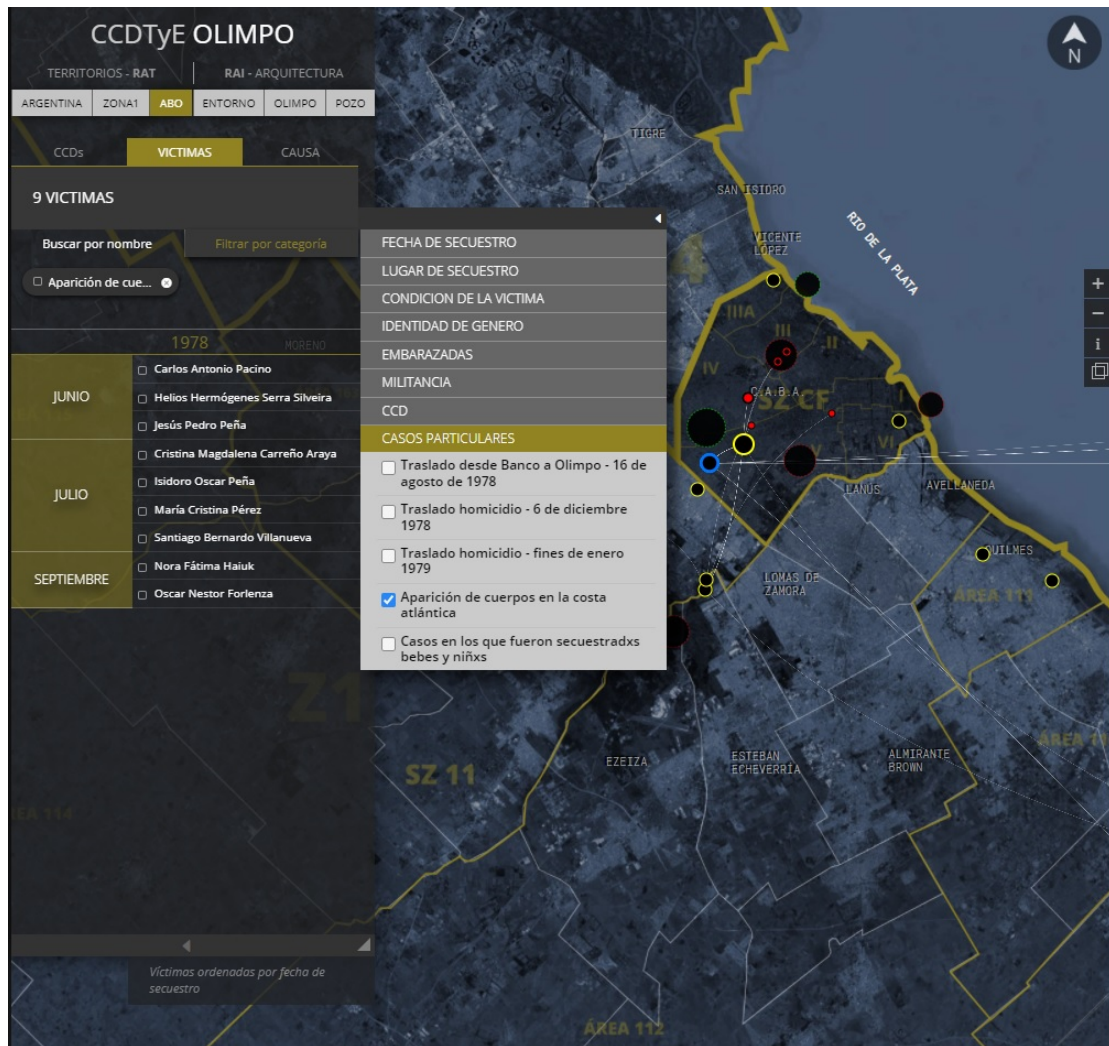 CCDTyE OLIMPO
TERRITORIOS - RAT
RAI - ARQUITECTURA
ARGENTINA
ZONA1
ABO
ENTORNO
OLIMPO
POZO
CCDs
VICTIMAS
CAUSA
9 VICTIMAS
Buscar por nombre
Filtrar por categoría
Aparición de cue...
1978
MORENO
JUNIO
Carlos Antonio Pacino
Helios Hermógenes Serra Silveira
Jesús Pedro Peña
JULIO
Cristina Magdalena Carreño Araya
Isidoro Oscar Peña
María Cristina Pérez
Santiago Bernardo Villanueva
SEPTIEMBRE
Nora Fátima Haiuk
Oscar Nestor Forlenza
Víctimas ordenadas por fecha de
secuestro
FECHA DE SECUESTRO
LUGAR DE SECUESTRO
CONDICION DE LA VICTIMA
IDENTIDAD DE GENERO
EMBARAZADAS
MILITANCIA
CCD
CASOS PARTICULARES
Traslado desde Banco a Olimpo - 16 de
agosto de 1978
Traslado homicidio - 6 de diciembre
1978
Traslado homicidio - fines de enero
1979
Aparición de cuerpos en la costa
atlántica
Casos en los que fueron secuestradxs
bebes y niñxs
N
TIGRE
SAN ISIDRO
RIO DE LA PLATA
VICENTE
LÓPEZ
4
IIIA
III
II
IV
C.A.B.A.
SZ CF
I
V
VI
LANÚS
AVELLANEDA
QUILMES
LOMAS DE
ZAMORA
ÁREA 111
Z1
SZ 11
EZEIZA
ESTEBAN
ECHEVERRÍA
ALMIRANTE
BROWN
ÁREA 114
ÁREA 112
+
−
i